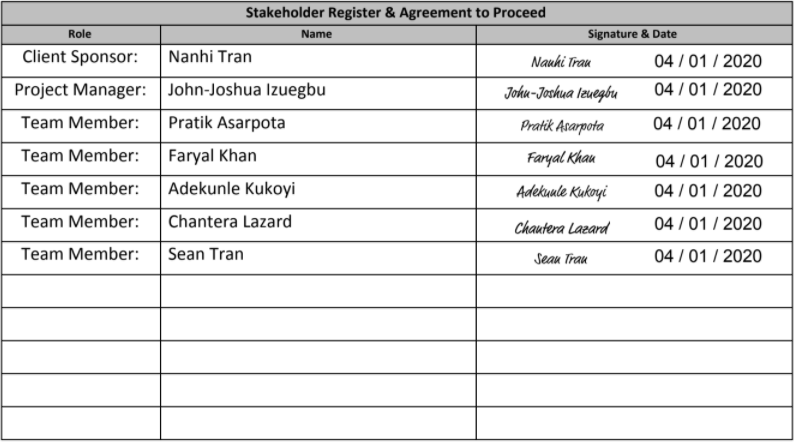 Stakeholder Register & Agreement to Proceed
Role Name Signature & Date
Client Sponsor: Nanhi Tran Nanhi Tran 04 / 01 / 2020
Project Manager: John-Joshua Izuegbu John-Joshua Izuegbu 04 / 01 / 2020
Team Member: Pratik Asarpota Pratik Asarpota 04 / 01 / 2020
Team Member: Faryal Khan Faryal Khan 04 / 01 / 2020
Team Member: Adekunle Kukoyi Adekunle Kukoyi 04 / 01 / 2020
Team Member: Chantera Lazard Chantera Lazard 04 / 01 / 2020
Team Member: Sean Tran Sean Tran 04 / 01 / 2020